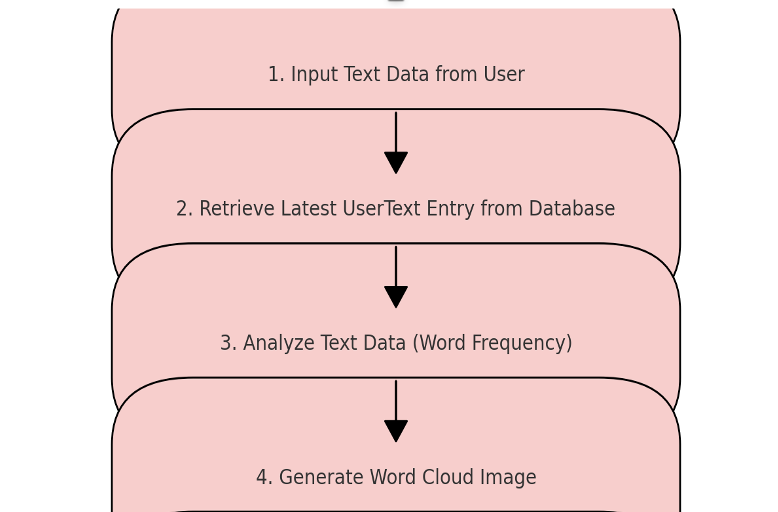 1. Input Text Data from User
2. Retrieve Latest UserText Entry from Database
3. Analyze Text Data (Word Frequency)
4. Generate Word Cloud Image